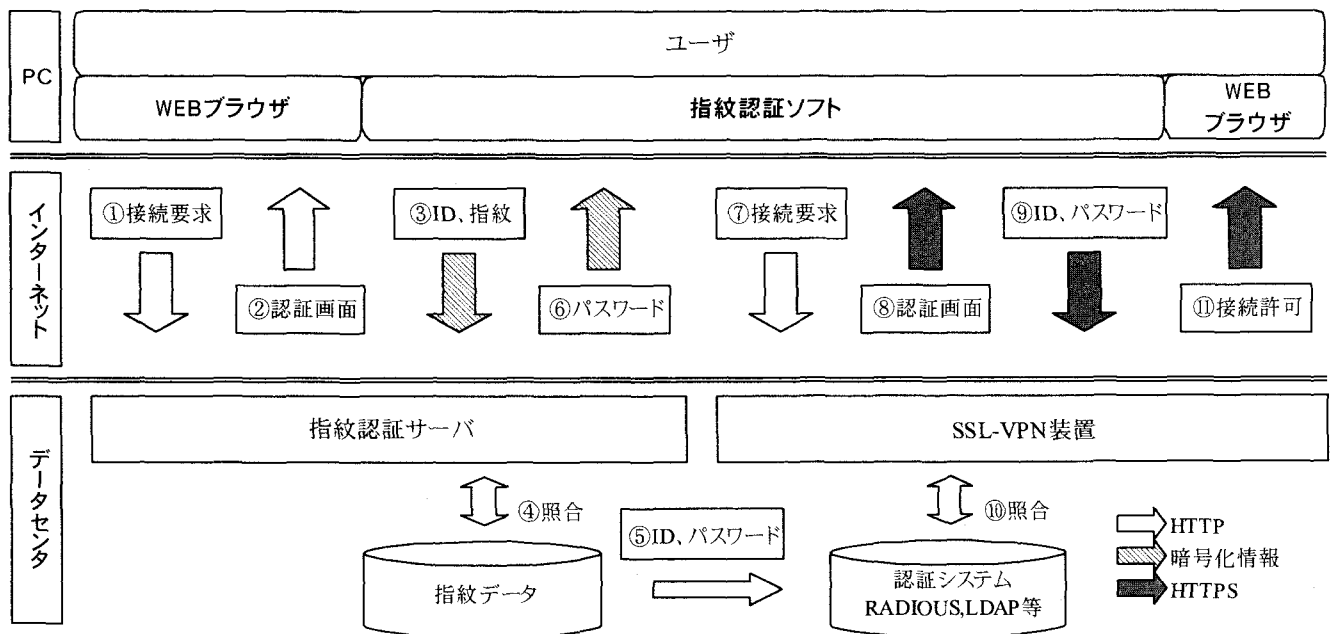 PC
ユーザ
WEBブラウザ
指紋認証ソフト
WEB
ブラウザ
インターネット
①接続要求
②認証画面
③ID、指紋
⑥パスワード
⑦接続要求
⑧認証画面
⑨ID、パスワード
⑪接続許可
データセンタ
指紋認証サーバ
SSL-VPN装置
④照合
⑤ID、パスワード
⑩照合
指紋データ
認証システム
RADIOUS,LDAP等
HTTP
暗号化情報
HTTPS